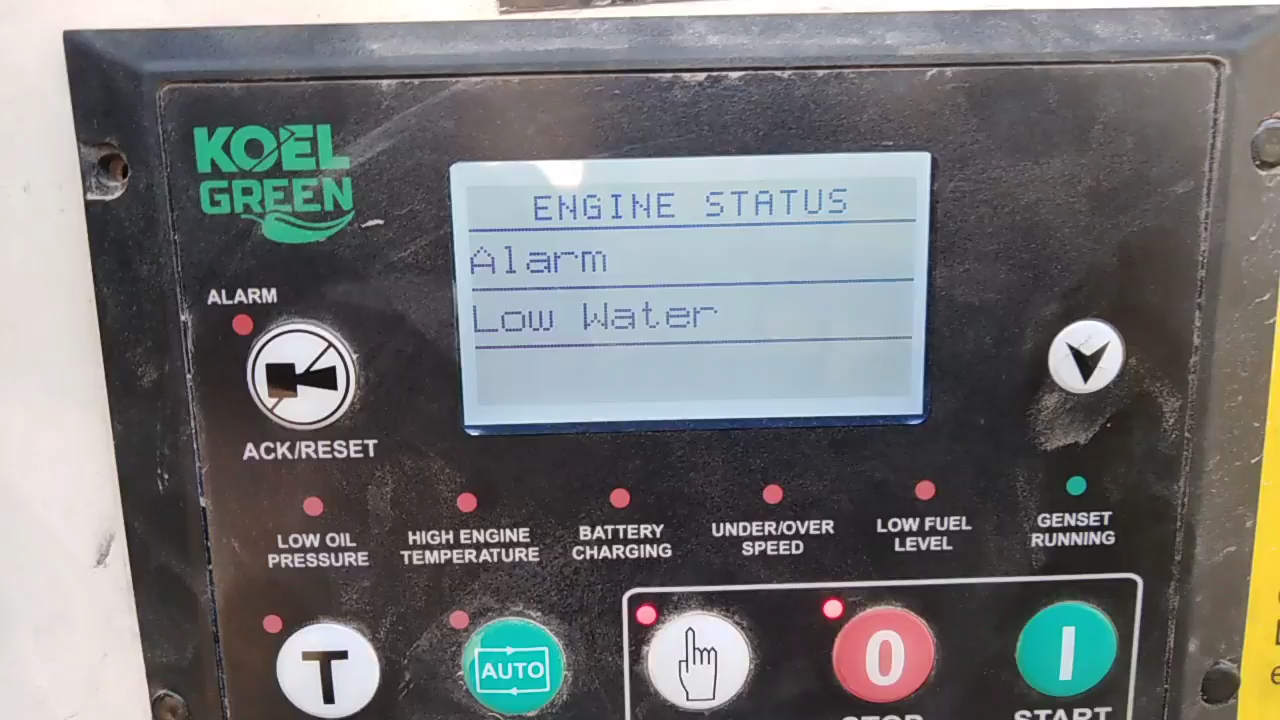 KOEL
GREEN
ENGINE STATUS
Alarm
Low Water
ALARM
ACK/RESET
LOW OIL
PRESSURE
HIGH ENGINE
TEMPERATURE
BATTERY
CHARGING
UNDER/OVER
SPEED
LOW FUEL
LEVEL
GENSET
RUNNING
T
AUTO
0
I
STOP
START